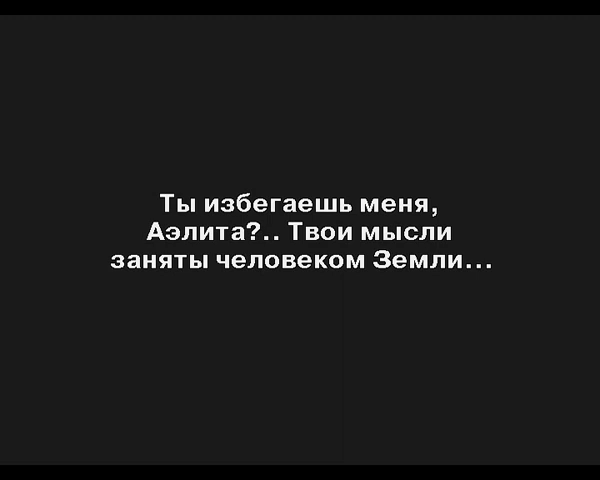 Ты избегаешь меня,
Аэлита?.. Твои мысли
заняты человеком Земли...